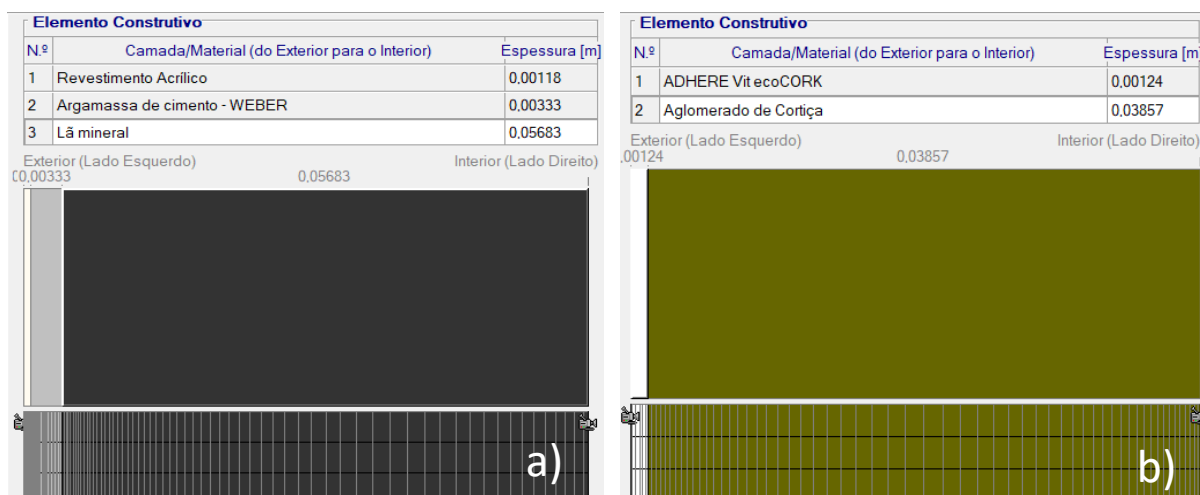 Elemento Construtivo
N.º Camada/Material (do Exterior para o Interior) Espessura [m]
1 Revestimento Acrílico 0,00118
2 Argamassa de cimento - WEBER 0,00333
3 Lã mineral 0,05683
Exterior (Lado Esquerdo) Interior (Lado Direito)
0,00333 0,05683
a)
Elemento Construtivo
N.º Camada/Material (do Exterior para o Interior) Espessura [m]
1 ADHERE Vit ecoCORK 0,00124
2 Aglomerado de Cortiça 0,03857
Exterior (Lado Esquerdo) Interior (Lado Direito)
,00124 0,03857
b)